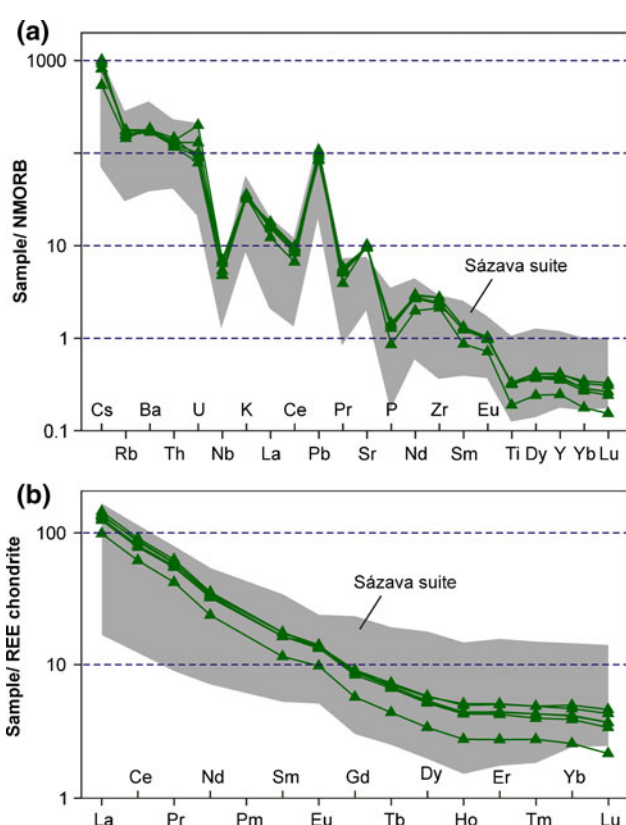 (a)
1000
10
1
0.1
Sample/ NMORB
Sázava suite
Cs Ba U K Ce Pr P Zr Eu
Rb Th Nb La Pb Sr Nd Sm Ti Dy Y Yb Lu
(b)
100
10
1
Sample/ REE chondrite
Sázava suite
Ce Nd Sm Gd Dy Er Yb
La Pr Pm Eu Tb Ho Tm Lu